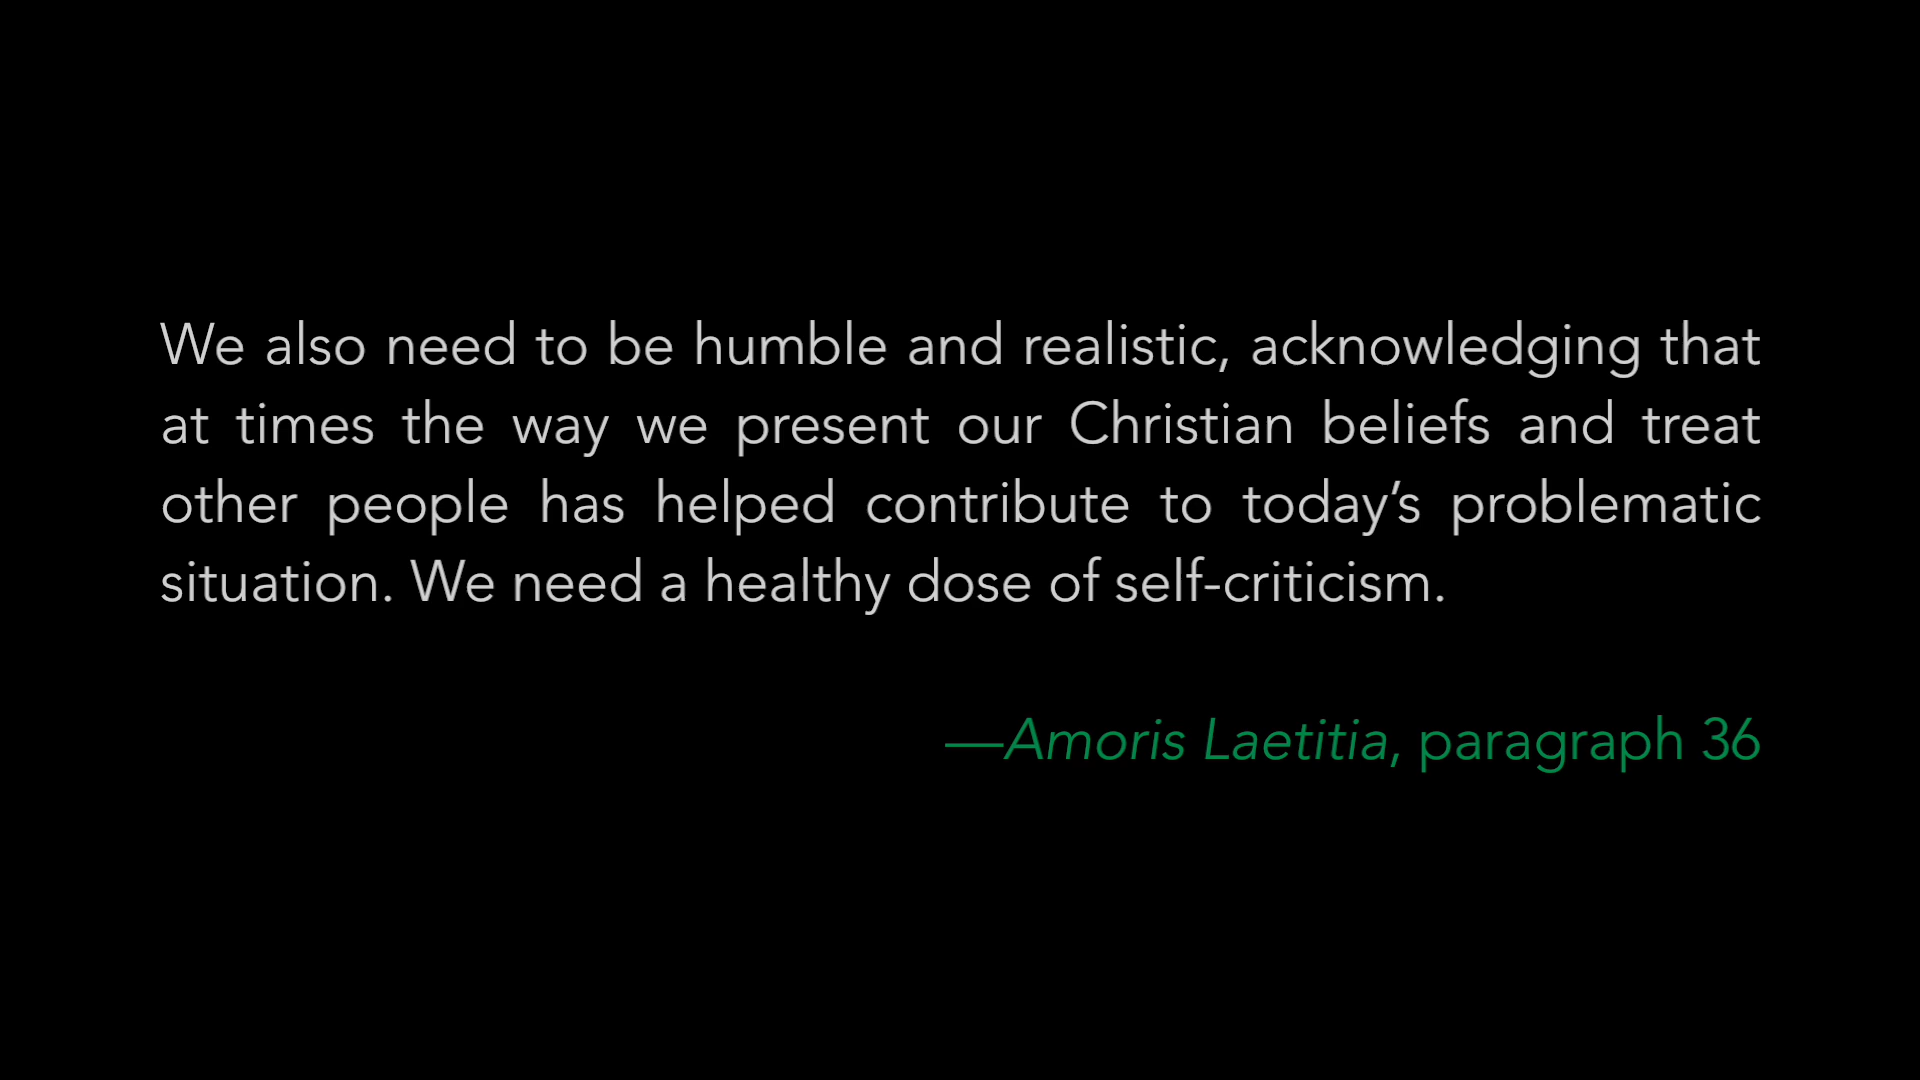 We also need to be humble and realistic, acknowledging that
at times the way we present our Christian beliefs and treat
other people has helped contribute to today’s problematic
situation. We need a healthy dose of self-criticism.
—Amoris Laetitia, paragraph 36